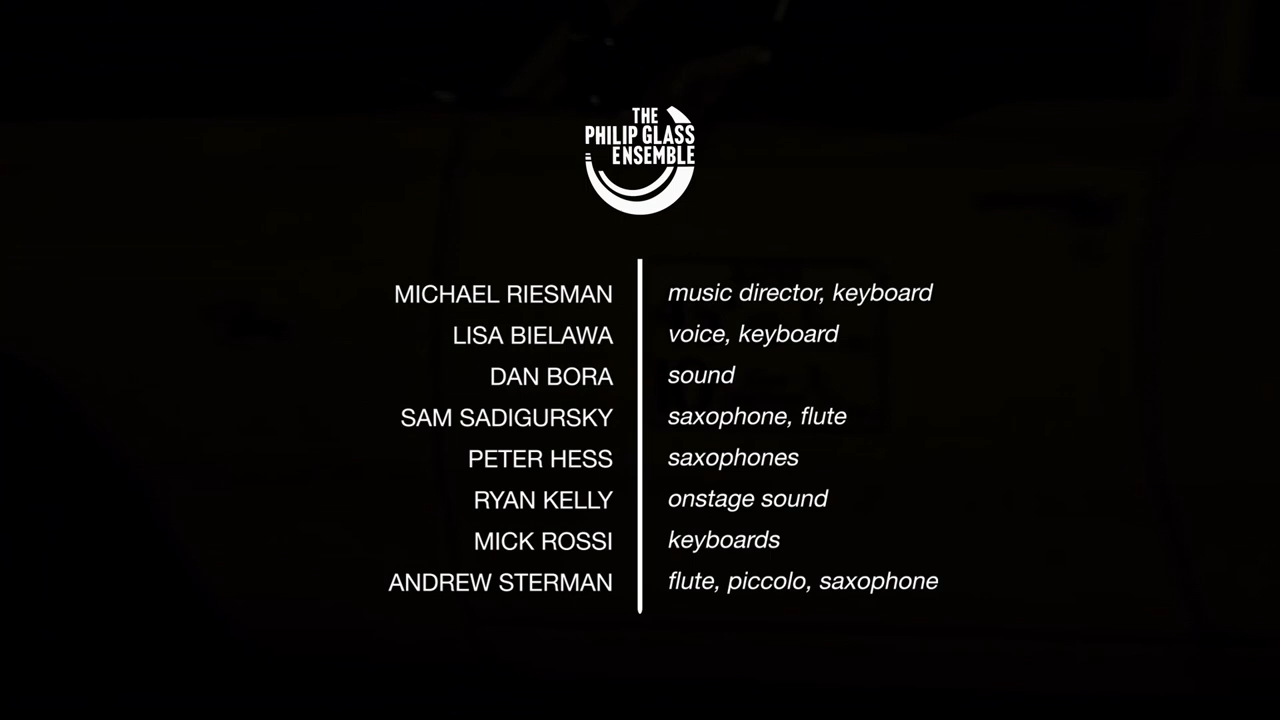 THE
PHILIP GLASS
ENSEMBLE
MICHAEL RIESMAN music director, keyboard
LISA BIELAWA voice, keyboard
DAN BORA sound
SAM SADIGURSKY saxophone, flute
PETER HESS saxophones
RYAN KELLY onstage sound
MICK ROSSI keyboards
ANDREW STERMAN flute, piccolo, saxophone